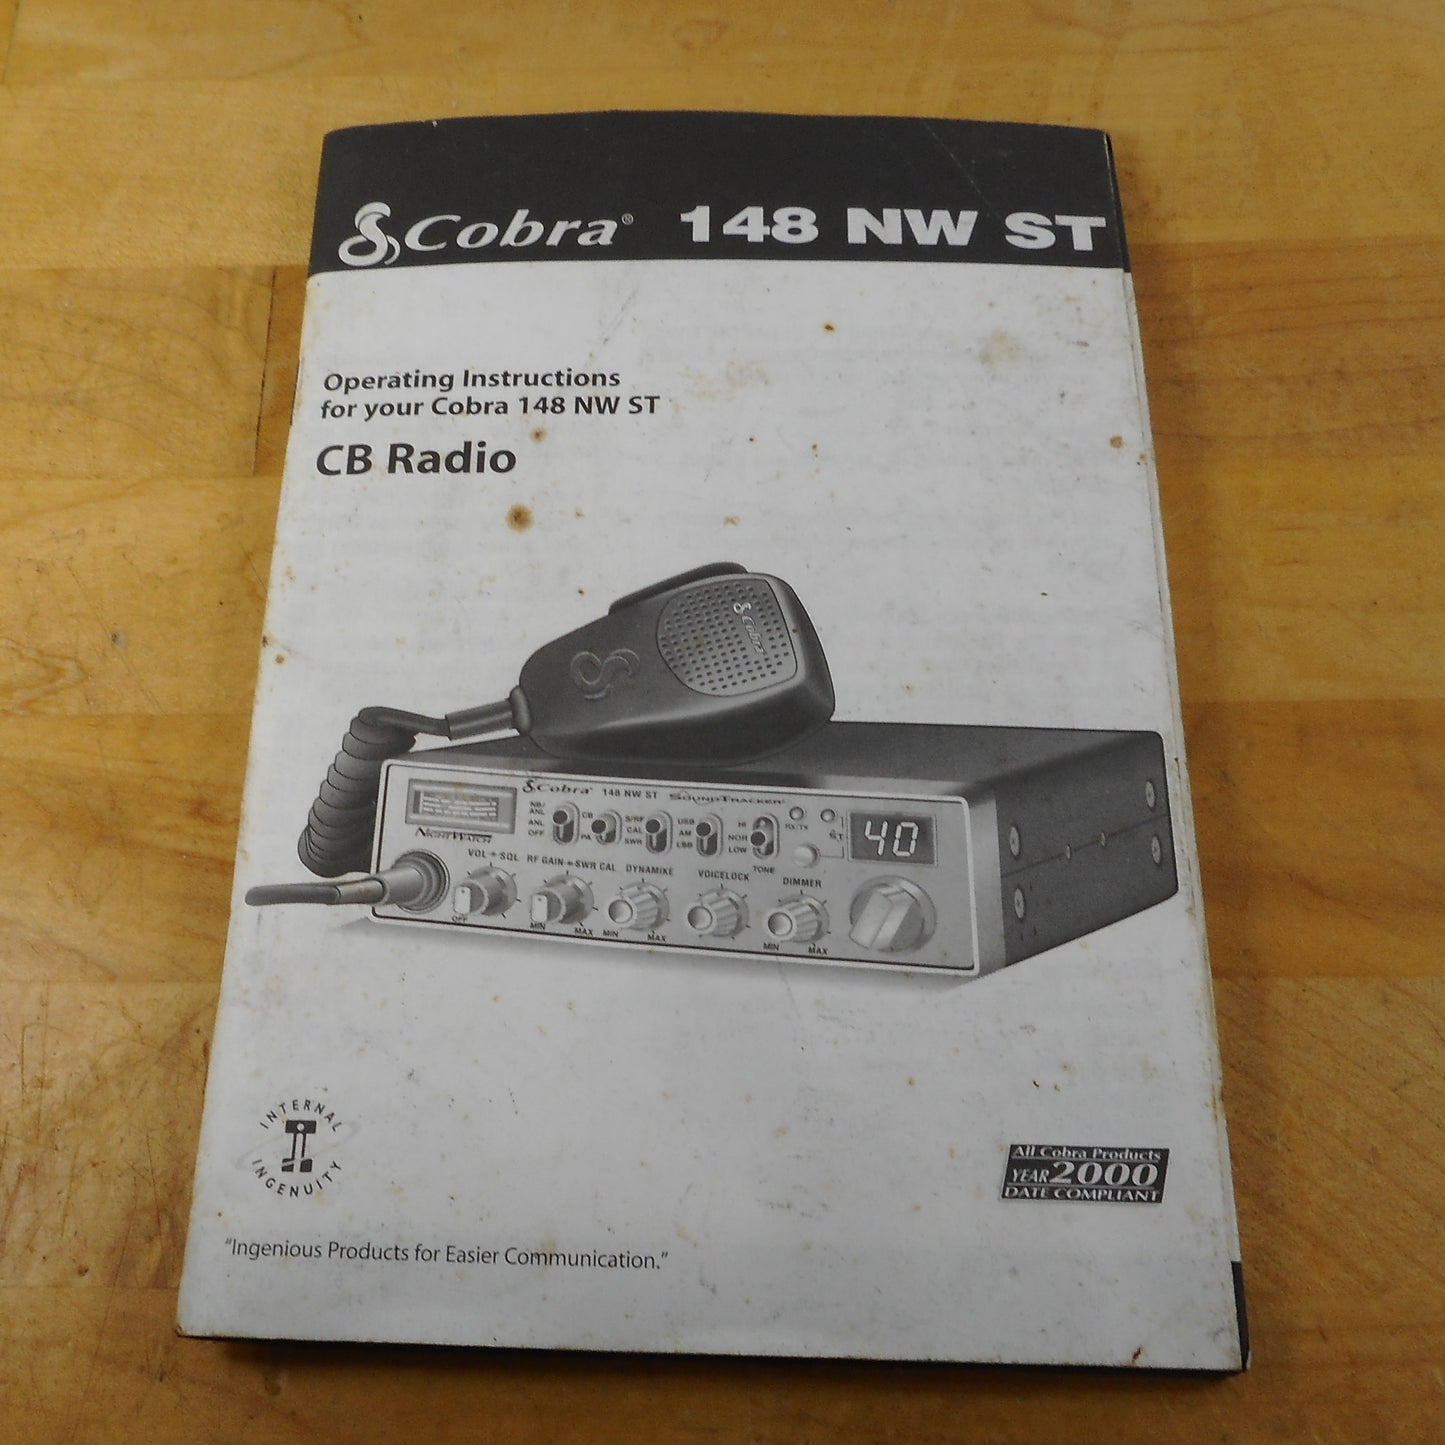 Cobra® 148 NW ST
Operating Instructions
for your Cobra 148 NW ST
CB Radio
Cobra
Cobra 148 NW ST SOUNDTRACKER
NB/ANL
ANL
OFF
CB
PA
S/RF
CAL
SWR
USB
AM
LSB
HI
NOR
LOW
TONE
RX/TX
ST
40
NIGHTWATCH
VOL SQL
OFF
RF GAIN SWR CAL
MIN MAX
DYNAMIKE
MIN MAX
VOICELOCK
DIMMER
MIN MAX
INTERNAL
INGENUITY
All Cobra Products
YEAR 2000
DATE COMPLIANT
“Ingenious Products for Easier Communication.”